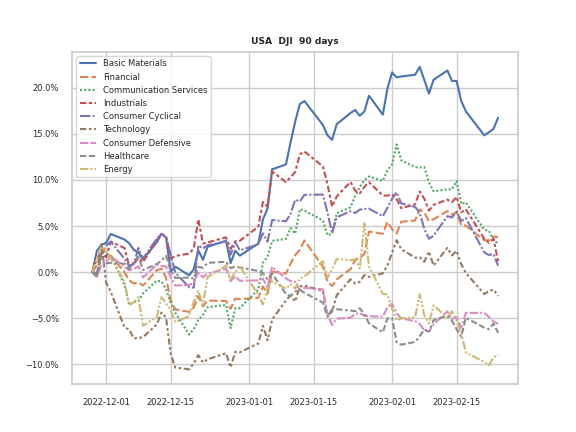 USA DJI 90 days
Basic Materials
Financial
Communication Services
Industrials
Consumer Cyclical
Technology
Consumer Defensive
Healthcare
Energy
20.0%
15.0%
10.0%
5.0%
0.0%
−5.0%
−10.0%
2022-12-01 2022-12-15 2023-01-01 2023-01-15 2023-02-01 2023-02-15